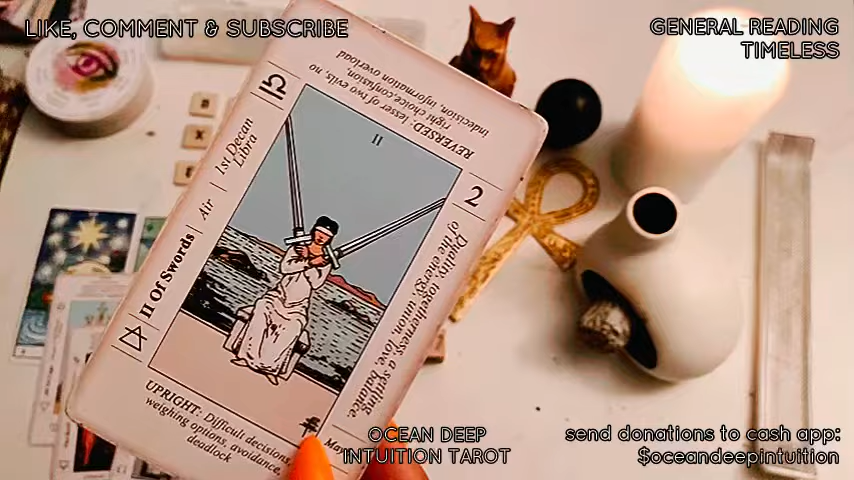 LIKE, COMMENT & SUBSCRIBE
GENERAL READING
TIMELESS
REVERSED: lesser of two evils, no
right choice, confusion,
indecision, information overload
1st Decan
Libra
Air
II Of Swords
II
2
Duality, togetherness, a settling
of the energy, union, love, balance.
UPRIGHT: Difficult decisions,
weighing options, avoidance,
deadlock
OCEAN DEEP
INTUITION TAROT
send donations to cash app:
$oceandeepintuition